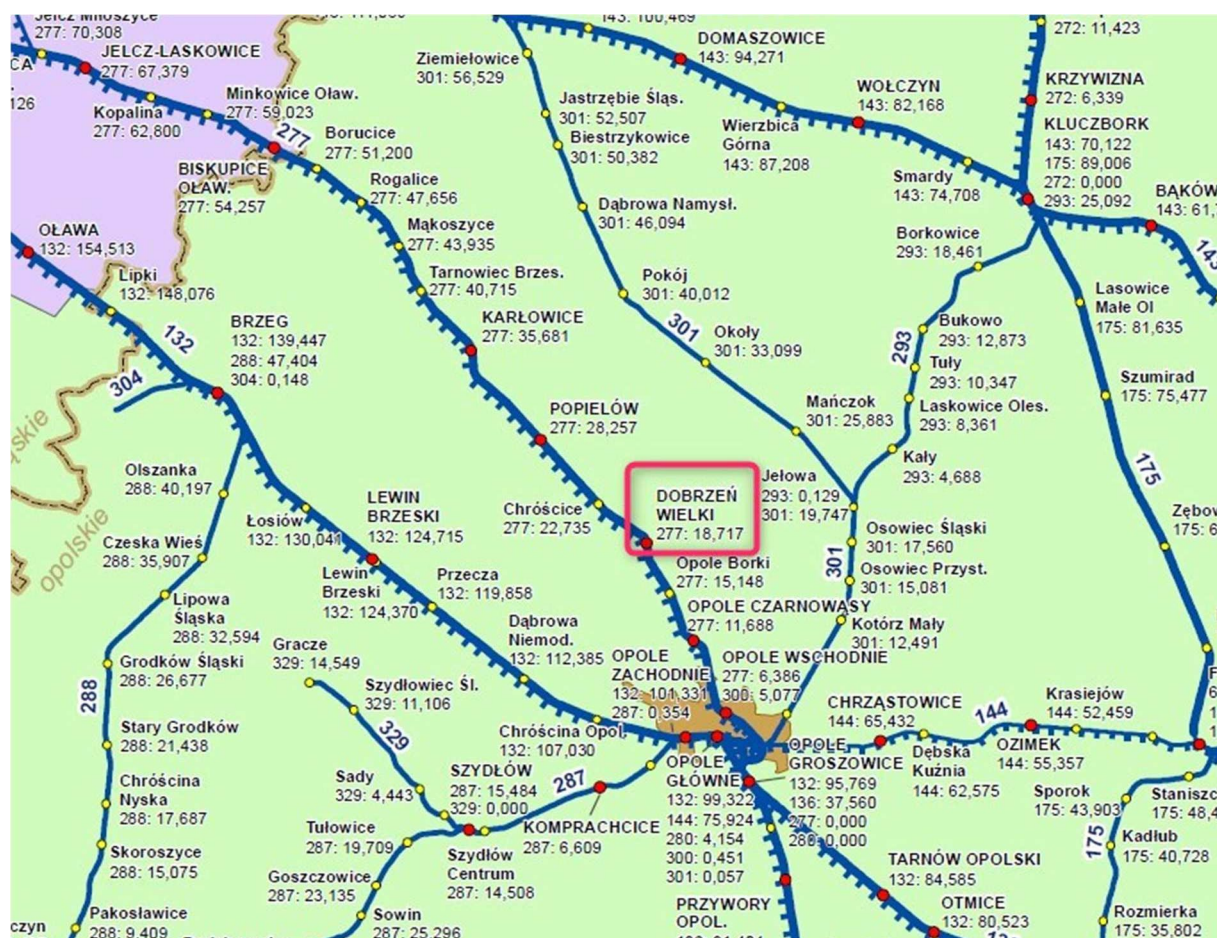 Jelcz Miłoszyce
277: 70,308
JELCZ-LASKOWICE
277: 67,379
CA
126
Kopalina
277: 62,800
Minkowice Oław.
277: 59,023
277
Borucice
277: 51,200
BISKUPICE
OŁAW.
277: 54,257
Rogalice
277: 47,656
Mąkoszyce
277: 43,935
Tarnowiec Brzes.
277: 40,715
KARŁOWICE
277: 35,681
POPIELÓW
277: 28,257
Chróścice
277: 22,735
DOBRZEŃ
WIELKI
277: 18,717
Opole Borki
277: 15,148
OPOLE CZARNOWĄSY
277: 11,688
OPOLE WSCHODNIE
277: 6,386
300: 5,077
OŁAWA
132: 154,513
Lipki
132: 148,076
132
BRZEG
132: 139,447
288: 47,404
304: 0,148
304
Łosiów
132: 130,041
LEWIN
BRZESKI
132: 124,715
Lewin
Brzeski
132: 124,370
Przecza
132: 119,858
Dąbrowa
Niemod.
132: 112,385
Chróścina Opol.
132: 107,030
OPOLE
ZACHODNIE
132: 101,331
287: 0,354
OPOLE
GŁÓWNE
132: 99,322
144: 75,924
280: 4,154
300: 0,451
301: 0,057
OPOLE
GROSZOWICE
132: 95,769
136: 37,560
277: 0,000
280: 0,000
PRZYWORY
OPOL.
TARNÓW OPOLSKI
132: 84,585
OTMICE
132: 80,523
opolskie
Olszanka
288: 40,197
Czeska Wieś
288: 35,907
Lipowa
Śląska
288: 32,594
Grodków Śląski
288: 26,677
288
Stary Grodków
288: 21,438
Chróścina
Nyska
288: 17,687
Skoroszyce
288: 15,075
Pakosławice
288: 9,409
czyn
Gracze
329: 14,549
Szydłowiec Śl.
329: 11,106
329
Sady
329: 4,443
SZYDŁÓW
287: 15,484
329: 0,000
287
KOMPRACHCICE
287: 6,609
Szydłów
Centrum
287: 14,508
Tułowice
287: 19,709
Goszczowice
287: 23,135
Sowin
287: 25,296
143: 100,469
DOMASZOWICE
143: 94,271
Wierzbica
Górna
143: 87,208
WOŁCZYN
143: 82,168
Smardy
143: 74,708
272: 11,423
KRZYWIZNA
272: 6,339
KLUCZBORK
143: 70,122
175: 89,006
272: 0,000
293: 25,092
BĄKÓW
143: 61,
143
Ziemiełowice
301: 56,529
Jastrzębie Śląs.
301: 52,507
Biestrzykowice
301: 50,382
Dąbrowa Namysł.
301: 46,094
Pokój
301: 40,012
301
Okoły
301: 33,099
Mańczok
301: 25,883
Jełowa
293: 0,129
301: 19,747
Osowiec Śląski
301: 17,560
301
Osowiec Przyst.
301: 15,081
Kotórz Mały
301: 12,491
Borkowice
293: 18,461
293
Bukowo
293: 12,873
Tuły
293: 10,347
Laskowice Oles.
293: 8,361
Kały
293: 4,688
Lasowice
Małe Ol
175: 81,635
Szumirad
175: 75,477
175
Zębow
175: 6
CHRZĄSTOWICE
144: 65,432
144
Dębska
Kuźnia
144: 62,575
OZIMEK
144: 55,357
Krasiejów
144: 52,459
Sporok
175: 43,903
Staniszc
175: 48,4
175
Kadłub
175: 40,728
Rozmierka
175: 35,802